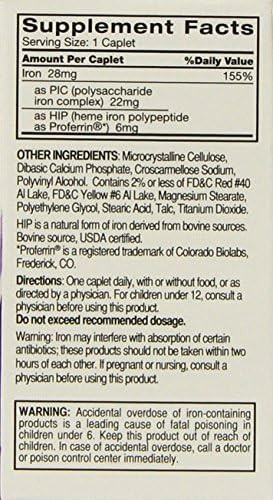 Supplement Facts
Serving Size: 1 Caplet
Amount Per Caplet %Daily Value
Iron 28mg 155%
as PIC (polysaccharide
iron complex) 22mg
as HIP (heme iron polypeptide
as Proferrin®*) 6mg
OTHER INGREDIENTS: Microcrystalline Cellulose,
Dibasic Calcium Phosphate, Croscarmellose Sodium,
Polyvinyl Alcohol. Contains 2% or less of FD&C Red #40
Al Lake, FD&C Yellow #6 Al Lake, Magnesium Stearate,
Polyethylene Glycol, Stearic Acid, Talc, Titanium Dioxide.
HIP is a natural form of iron derived from bovine sources.
Bovine source, USDA certified.
*Proferrin® is a registered trademark of Colorado Biolabs,
Frederick, CO.
Directions: One caplet daily, with or without food, or as
directed by a physician. For children under 12, consult a
physician before using this product.
Do not exceed recommended dosage.
Warning: Iron may interfere with absorption of certain
antibiotics; these products should not be taken within two
hours of each other. If pregnant or nursing, consult a
physician before using this product.
WARNING: Accidental overdose of iron-containing
products is a leading cause of fatal poisoning in
children under 6. Keep this product out of reach of
children. In case of accidental overdose, call a doctor
or poison control center immediately.